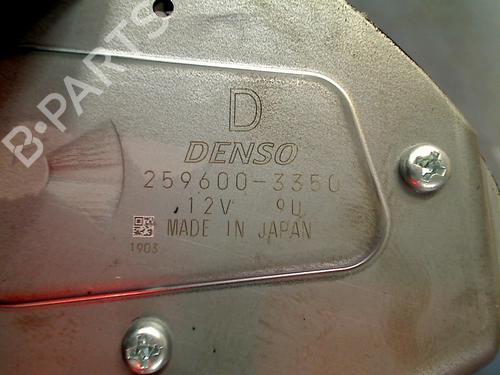 B-PARTS
D
DENSO
259600-3350
12V 9U
MADE IN JAPAN
1903